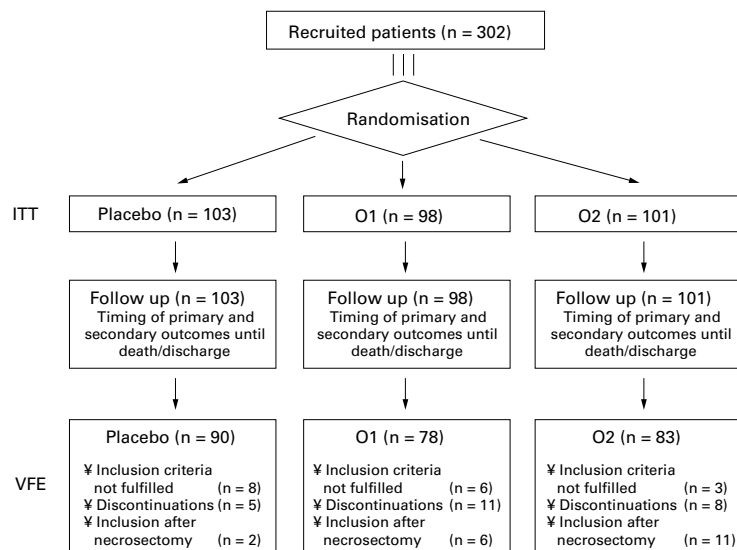 Recruited patients (n = 302)
Randomisation
ITT
Placebo (n = 103)
O1 (n = 98)
O2 (n = 101)
Follow up (n = 103)
Timing of primary and
secondary outcomes until
death/discharge
Follow up (n = 98)
Timing of primary and
secondary outcomes until
death/discharge
Follow up (n = 101)
Timing of primary and
secondary outcomes until
death/discharge
VFE
Placebo (n = 90)
¥ Inclusion criteria
not fulfilled (n = 8)
¥ Discontinuations (n = 5)
¥ Inclusion after
necrosectomy (n = 2)
O1 (n = 78)
¥ Inclusion criteria
not fulfilled (n = 6)
¥ Discontinuations (n = 11)
¥ Inclusion after
necrosectomy (n = 6)
O2 (n = 83)
¥ Inclusion criteria
not fulfilled (n = 3)
¥ Discontinuations (n = 8)
¥ Inclusion after
necrosectomy (n = 11)